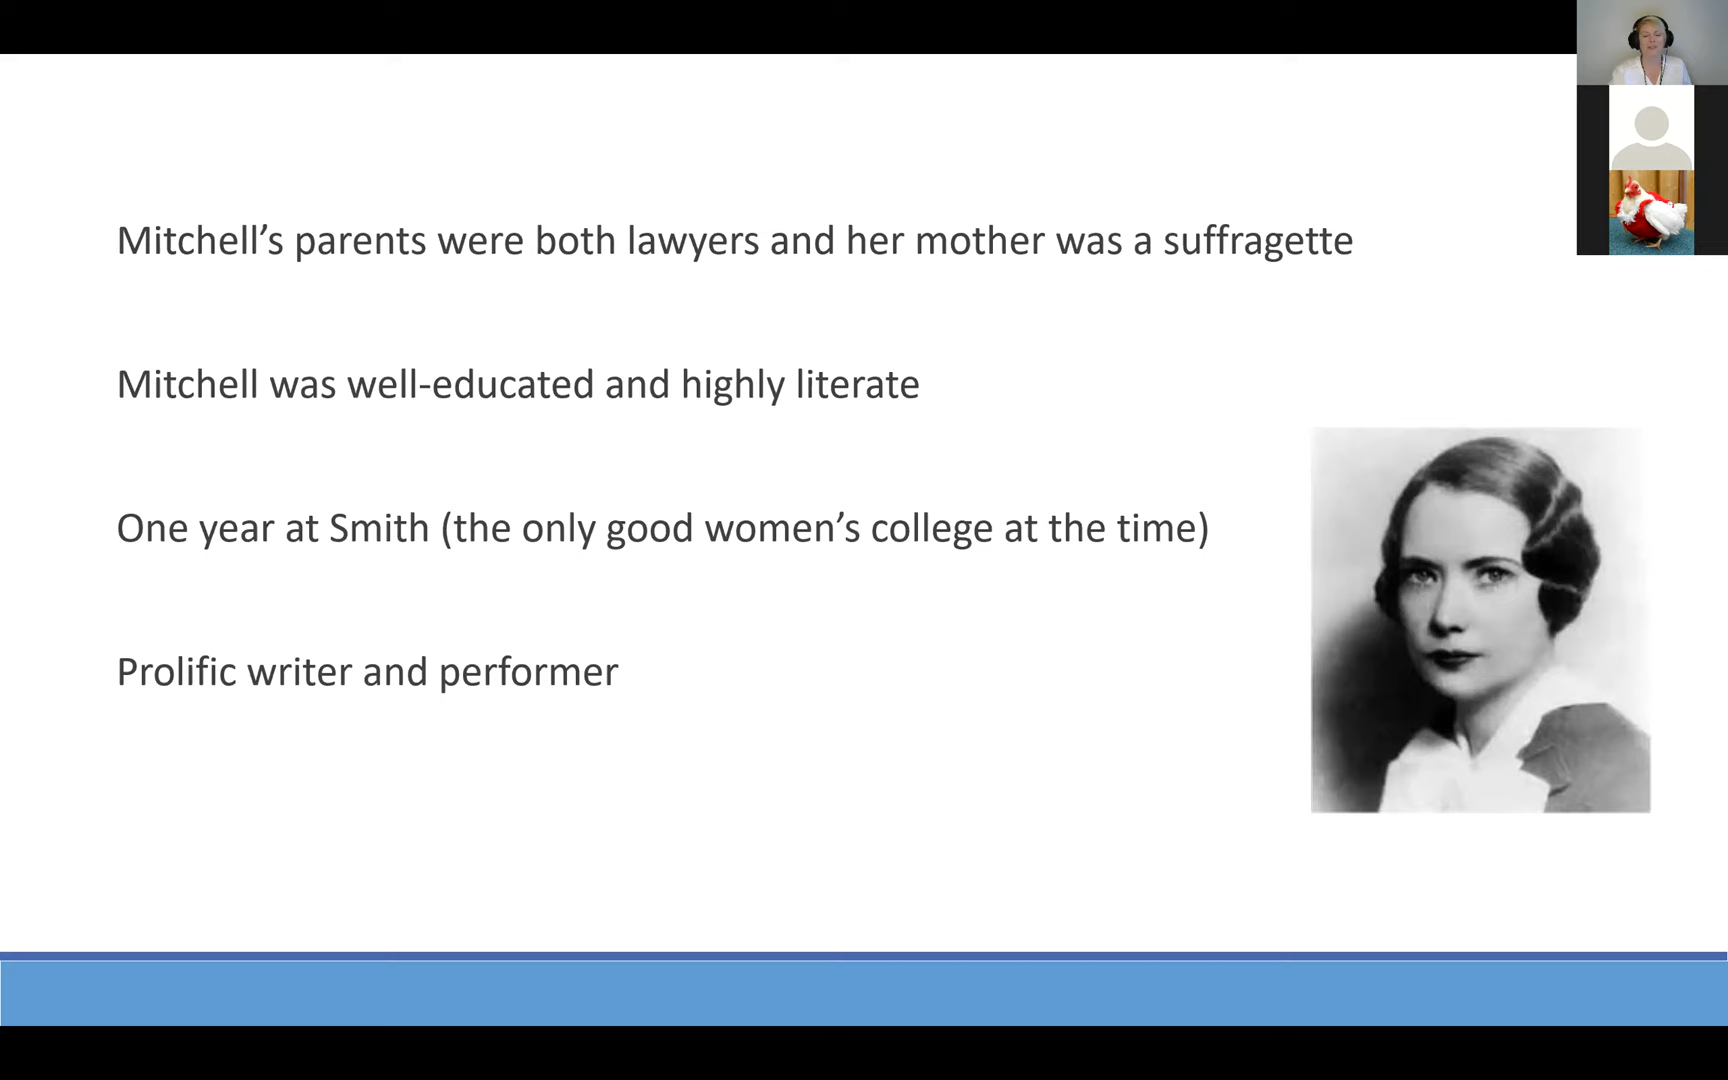 Mitchell’s parents were both lawyers and her mother was a suffragette
Mitchell was well-educated and highly literate
One year at Smith (the only good women’s college at the time)
Prolific writer and performer